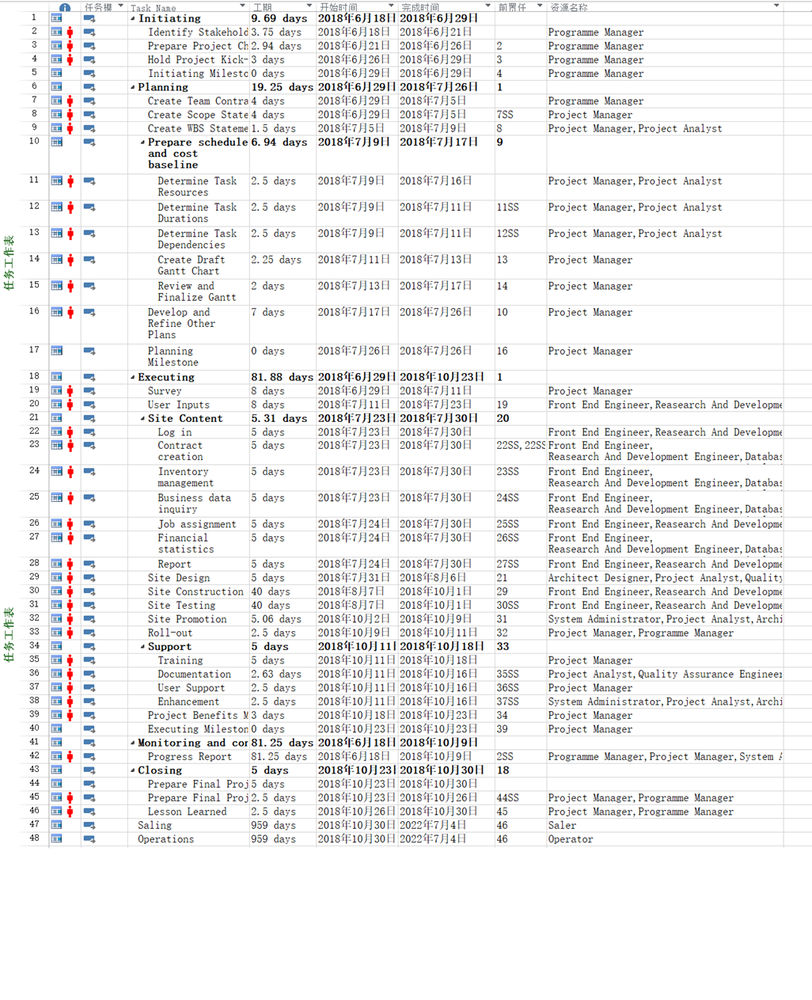 任务模 Task Name 工期 开始时间 完成时间 前置任 资源名称
1 Initiating 9.69 days 2018年6月18日 2018年6月29日
2 Identify Stakehold 3.75 days 2018年6月18日 2018年6月21日 Programme Manager
3 Prepare Project Ch 2.94 days 2018年6月21日 2018年6月26日 2 Programme Manager
4 Hold Project Kick- 3 days 2018年6月26日 2018年6月29日 3 Programme Manager
5 Initiating Milesto 0 days 2018年6月29日 2018年6月29日 4 Programme Manager
6 Planning 19.25 days 2018年6月29日 2018年7月26日 1
7 Create Team Contra 4 days 2018年6月29日 2018年7月5日 Programme Manager
8 Create Scope State 4 days 2018年6月29日 2018年7月5日 7SS Project Manager
9 Create WBS Stateme 1.5 days 2018年7月5日 2018年7月9日 8 Project Manager,Project Analyst
10 Prepare schedule 6.94 days 2018年7月9日 2018年7月17日 9
and cost
baseline
11 Determine Task 2.5 days 2018年7月9日 2018年7月16日 Project Manager,Project Analyst
Resources
12 Determine Task 2.5 days 2018年7月9日 2018年7月11日 11SS Project Manager,Project Analyst
Durations
13 Determine Task 2.5 days 2018年7月9日 2018年7月11日 12SS Project Manager,Project Analyst
Dependencies
14 Create Draft 2.25 days 2018年7月11日 2018年7月13日 13 Project Manager
Gantt Chart
15 Review and 2 days 2018年7月13日 2018年7月17日 14 Project Manager
Finalize Gantt
16 Develop and 7 days 2018年7月17日 2018年7月26日 10 Project Manager
Refine Other
Plans
17 Planning 0 days 2018年7月26日 2018年7月26日 16 Project Manager
Milestone
18 Executing 81.88 days 2018年6月29日 2018年10月23日 1
19 Survey 8 days 2018年6月29日 2018年7月11日 Project Manager
20 User Inputs 8 days 2018年7月11日 2018年7月23日 19 Front End Engineer,Reasearch And Developme
21 Site Content 5.31 days 2018年7月23日 2018年7月30日 20
22 Log in 5 days 2018年7月23日 2018年7月30日 Front End Engineer,Reasearch And Developme
23 Contract 5 days 2018年7月23日 2018年7月30日 22SS,22SS Front End Engineer,
creation Reasearch And Development Engineer,Databas
24 Inventory 5 days 2018年7月23日 2018年7月30日 23SS Front End Engineer,
management Reasearch And Development Engineer,Databas
25 Business data 5 days 2018年7月23日 2018年7月30日 24SS Front End Engineer,
inquiry Reasearch And Development Engineer,Databas
26 Job assignment 5 days 2018年7月24日 2018年7月30日 25SS Front End Engineer,Reasearch And Developme
27 Financial 5 days 2018年7月24日 2018年7月30日 26SS Front End Engineer,
statistics Reasearch And Development Engineer,Databas
28 Report 5 days 2018年7月24日 2018年7月30日 27SS Front End Engineer,Reasearch And Developme
29 Site Design 5 days 2018年7月31日 2018年8月6日 21 Architect Designer,Project Analyst,Quality
30 Site Construction 40 days 2018年8月7日 2018年10月1日 29 Front End Engineer,Reasearch And Developme
31 Site Testing 40 days 2018年8月7日 2018年10月1日 30SS Front End Engineer,Reasearch And Developme
32 Site Promotion 5.06 days 2018年10月2日 2018年10月9日 31 System Administrator,Project Analyst,Archi
33 Roll-out 2.5 days 2018年10月9日 2018年10月11日 32 Project Manager,Programme Manager
34 Support 5 days 2018年10月11日 2018年10月18日 33
35 Training 5 days 2018年10月11日 2018年10月18日 Project Manager
36 Documentation 2.63 days 2018年10月11日 2018年10月16日 35SS Project Analyst,Quality Assurance Engineer
37 User Support 2.5 days 2018年10月11日 2018年10月16日 36SS Project Manager
38 Enhancement 2.5 days 2018年10月11日 2018年10月16日 37SS System Administrator,Project Analyst,Archi
39 Project Benefits M 3 days 2018年10月18日 2018年10月23日 34 Project Manager
40 Executing Mileston 0 days 2018年10月23日 2018年10月23日 39 Project Manager
41 Monitoring and con 81.25 days 2018年6月18日 2018年10月9日
42 Progress Report 81.25 days 2018年6月18日 2018年10月9日 2SS Programme Manager,Project Manager,System A
43 Closing 5 days 2018年10月23日 2018年10月30日 18
44 Prepare Final Proj 5 days 2018年10月23日 2018年10月30日
45 Prepare Final Proj 2.5 days 2018年10月23日 2018年10月26日 44SS Project Manager,Programme Manager
46 Lesson Learned 2.5 days 2018年10月26日 2018年10月30日 45 Project Manager,Programme Manager
47 Saling 959 days 2018年10月30日 2022年7月4日 46 Saler
48 Operations 959 days 2018年10月30日 2022年7月4日 46 Operator
任务工作表
任务工作表